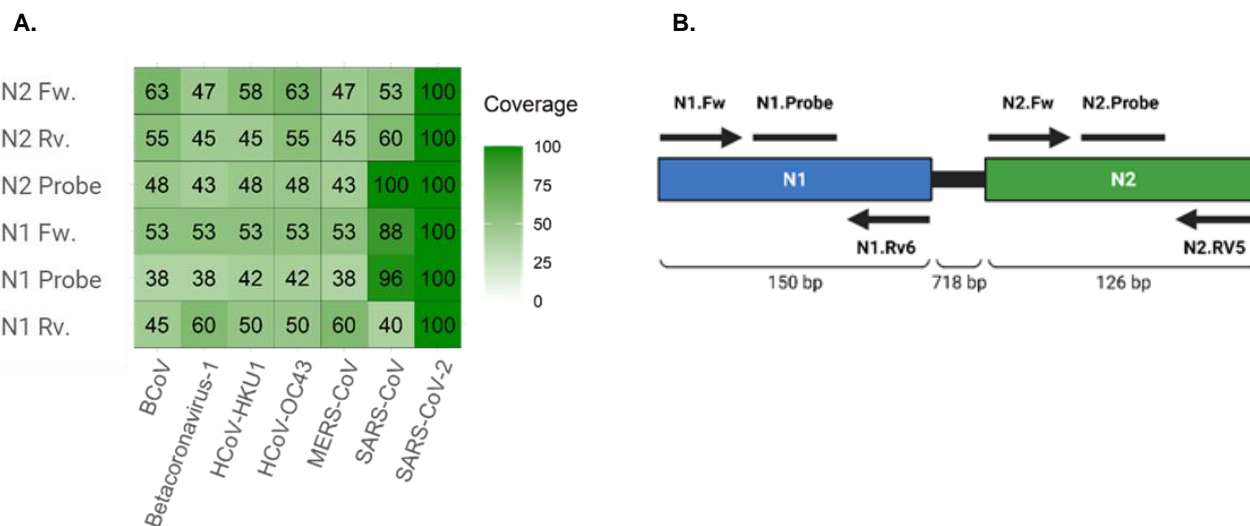 A.
N2 Fw. 63 47 58 63 47 53 100
N2 Rv. 55 45 45 55 45 60 100
N2 Probe 48 43 48 48 43 100 100
N1 Fw. 53 53 53 53 53 88 100
N1 Probe 38 38 42 42 38 96 100
N1 Rv. 45 60 50 50 60 40 100
BCoV
Betacoronavirus-1
HCoV-HKU1
HCoV-OC43
MERS-CoV
SARS-CoV
SARS-CoV-2
Coverage
100
75
50
25
0
B.
N1.Fw N1.Probe N2.Fw N2.Probe
N1 N2
N1.Rv6 N2.RV5
150 bp 718 bp 126 bp